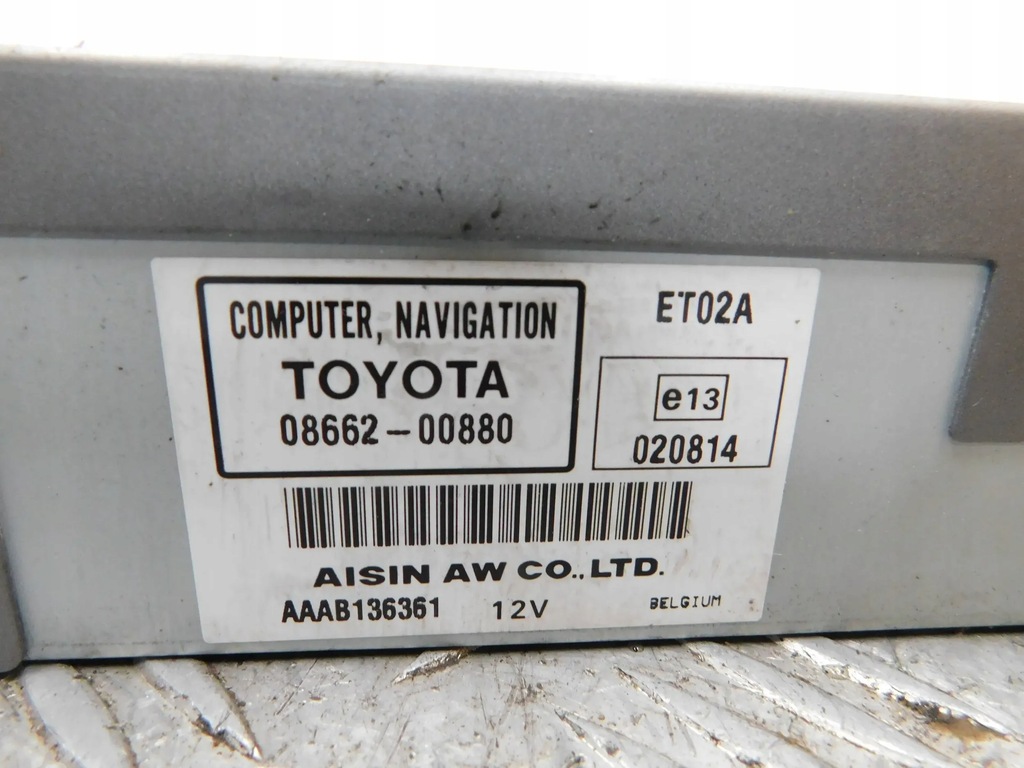 COMPUTER, NAVIGATION
TOYOTA
08662-00880
ET02A
e13
020814
AISIN AW CO.,LTD.
AAAB136361 12V BELGIUM